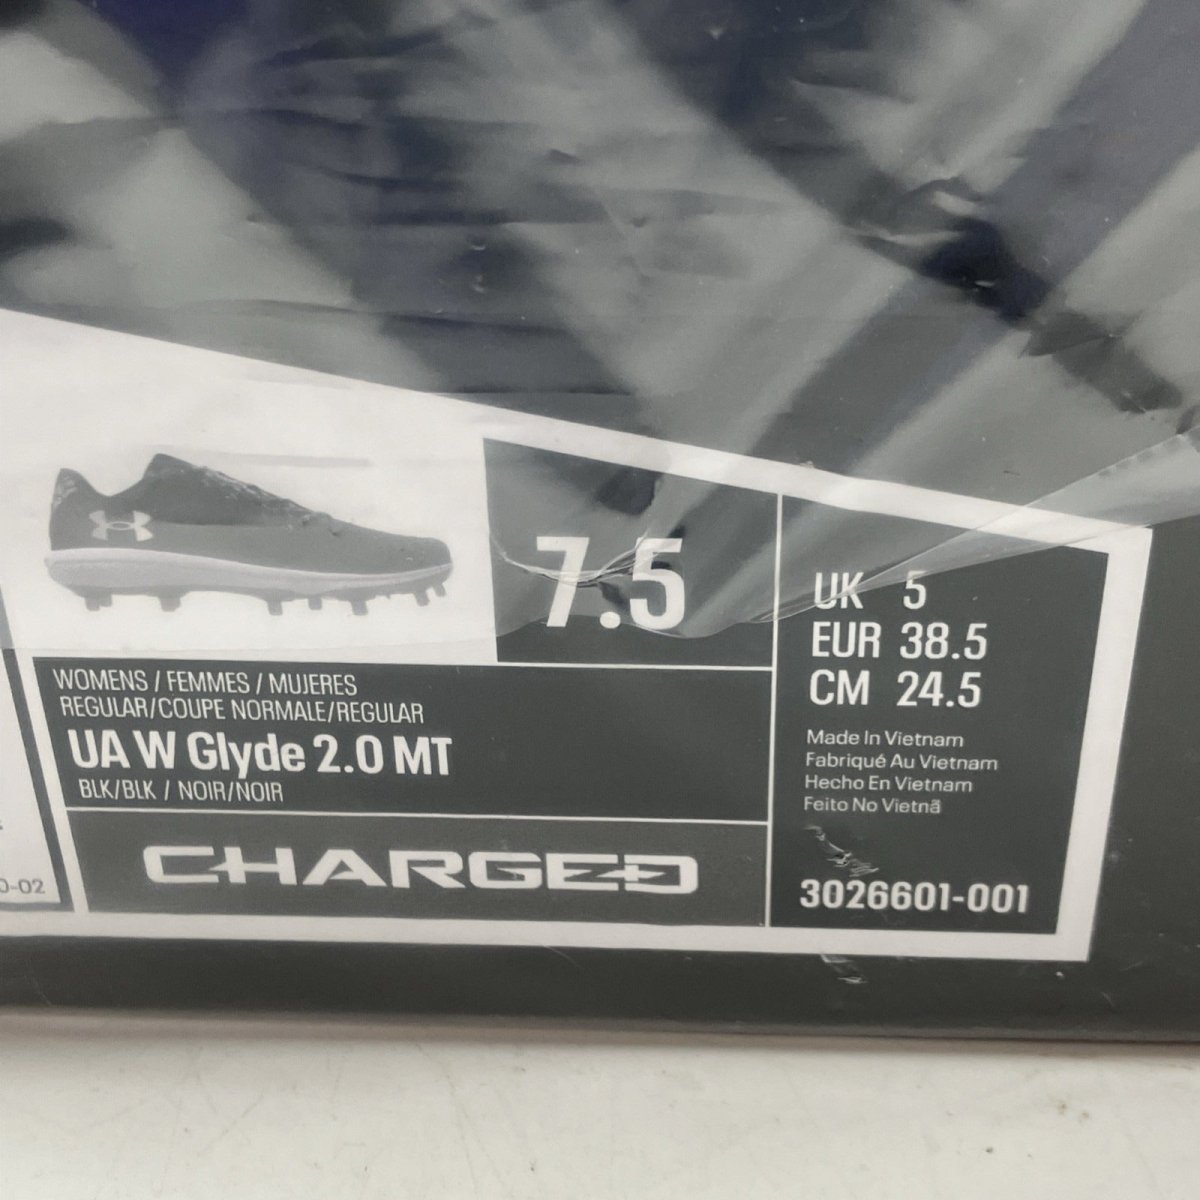 7.5
UK 5
EUR 38.5
CM 24.5
WOMENS / FEMMES / MUJERES
REGULAR/COUPE NORMALE/REGULAR
UA W Glyde 2.0 MT
BLK/BLK / NOIR/NOIR
Made In Vietnam
Fabriqué Au Vietnam
Hecho En Vietnam
Feito No Vietnã
CHARGED
3026601-001
0-02